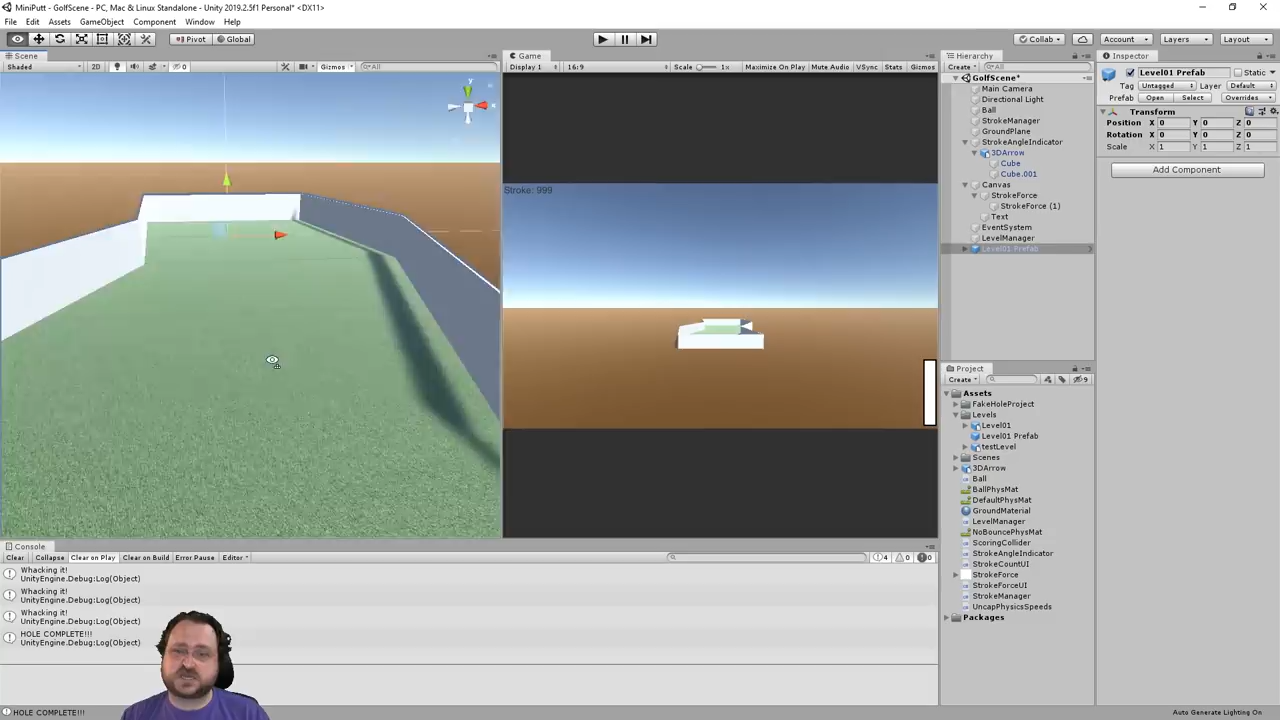 MiniPutt - GolfScene - PC, Mac & Linux Standalone - Unity 2019.2.5f1 Personal* <DX11>
File Edit Assets GameObject Component Window Help
Pivot Global Collab Account Layers Layout
Scene
Shaded 2D 0 Gizmos All
y
x
Game
Display 1 16:9 Scale 1x Maximize On Play Mute Audio VSync Stats Gizmos
Stroke: 999
Hierarchy
Create All
GolfScene*
Main Camera
Directional Light
Ball
StrokeManager
GroundPlane
StrokeAngleIndicator
3DArrow
Cube
Cube.001
Canvas
StrokeForce
StrokeForce (1)
Text
EventSystem
LevelManager
Level01 Prefab
Project
Create 9
Assets
FakeHoleProject
Levels
Level01
Level01 Prefab
testLevel
Scenes
3DArrow
Ball
BallPhysMat
DefaultPhysMat
GroundMaterial
LevelManager
NoBouncePhysMat
ScoringCollider
StrokeAngleIndicator
StrokeCountUI
StrokeForce
StrokeForceUI
StrokeManager
UncapPhysicsSpeeds
Packages
Inspector
Level01 Prefab Static
Tag Untagged Layer Default
Prefab Open Select Overrides
Transform
Position X 0 Y 0 Z 0
Rotation X 0 Y 0 Z 0
Scale X 1 Y 1 Z 1
Add Component
Console
Clear Collapse Clear on Play Clear on Build Error Pause Editor 4 0 0
Whacking it!
UnityEngine.Debug:Log(Object)
Whacking it!
UnityEngine.Debug:Log(Object)
Whacking it!
UnityEngine.Debug:Log(Object)
HOLE COMPLETE!!!
UnityEngine.Debug:Log(Object)
HOLE COMPLETE!!!
Auto Generate Lighting On